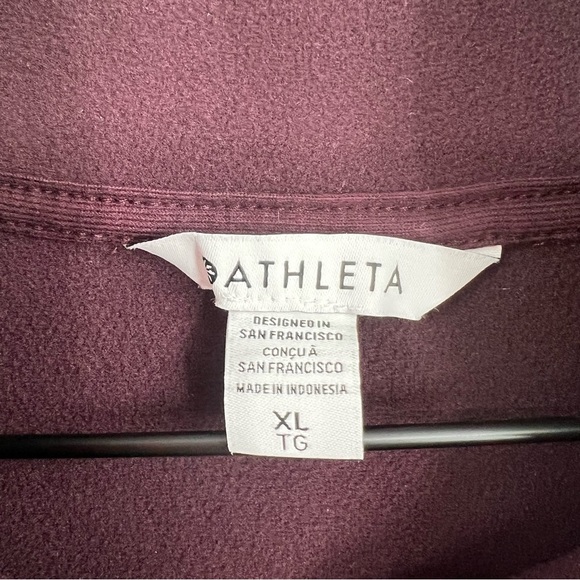 ATHLETA
DESIGNED IN
SAN FRANCISCO
CONÇU À
SAN FRANCISCO
MADE IN INDONESIA
XL
TG